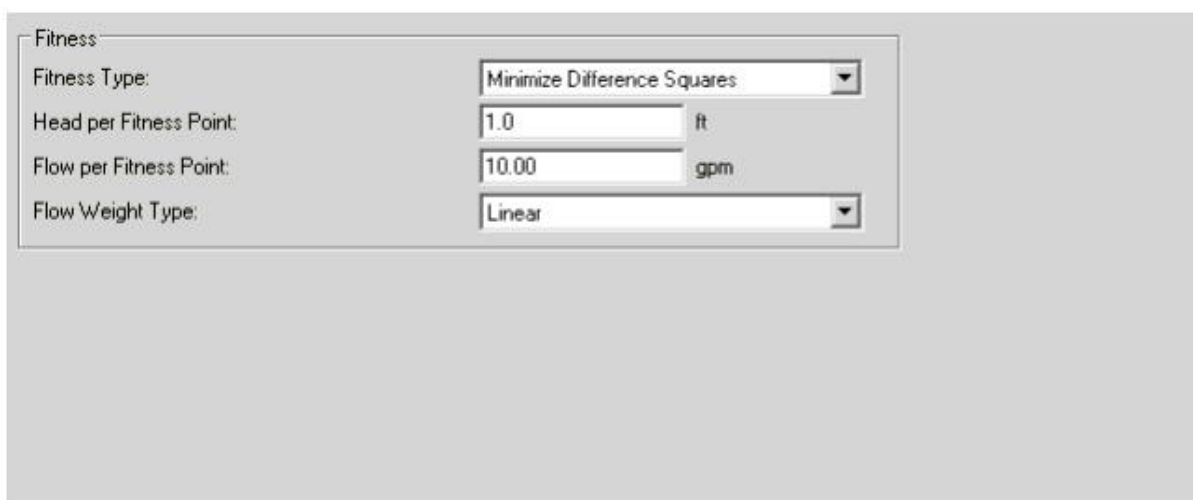 Fitness
Fitness Type: Minimize Difference Squares
Head per Fitness Point: 1.0 ft
Flow per Fitness Point: 10.00 gpm
Flow Weight Type: Linear